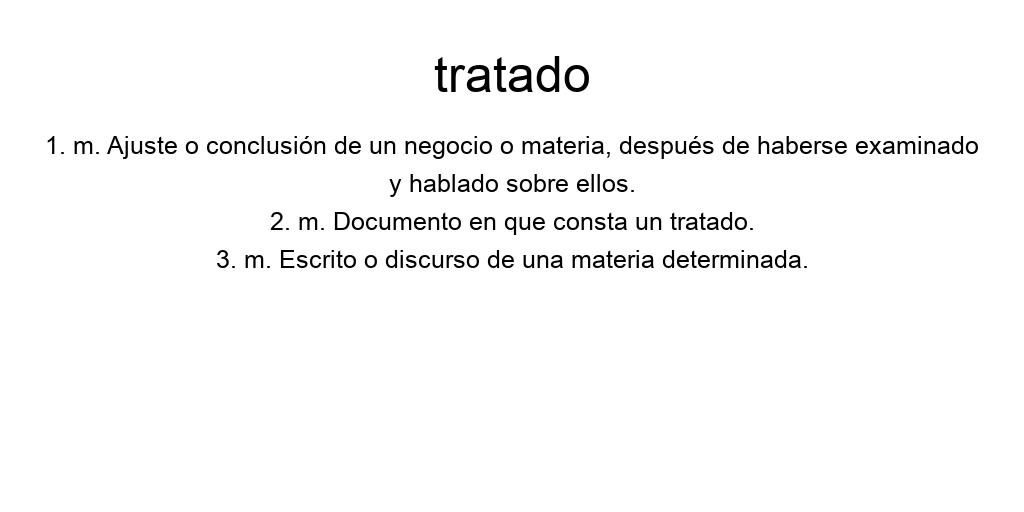 tratado
1. m. Ajuste o conclusión de un negocio o materia, después de haberse examinado
y hablado sobre ellos.
2. m. Documento en que consta un tratado.
3. m. Escrito o discurso de una materia determinada.